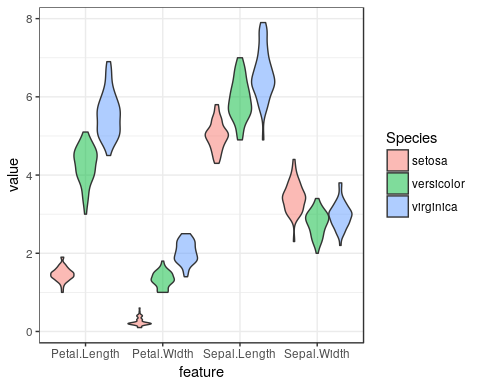 8
6
4
2
0
value
Petal.Length Petal.Width Sepal.Length Sepal.Width
feature
Species
setosa
versicolor
virginica